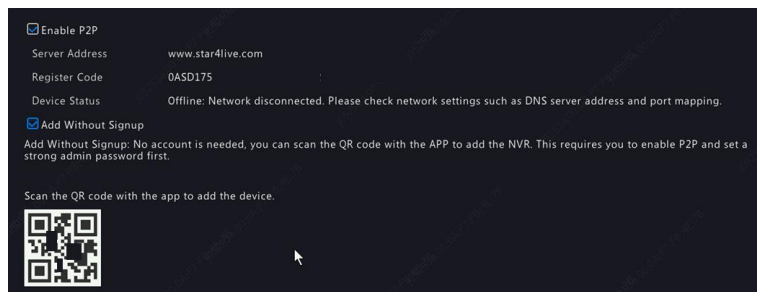 Enable P2P
Server Address www.star4live.com
Register Code 0ASD175
Device Status Offline: Network disconnected. Please check network settings such as DNS server address and port mapping.
Add Without Signup
Add Without Signup: No account is needed, you can scan the QR code with the APP to add the NVR. This requires you to enable P2P and set a
strong admin password first.
Scan the QR code with the app to add the device.